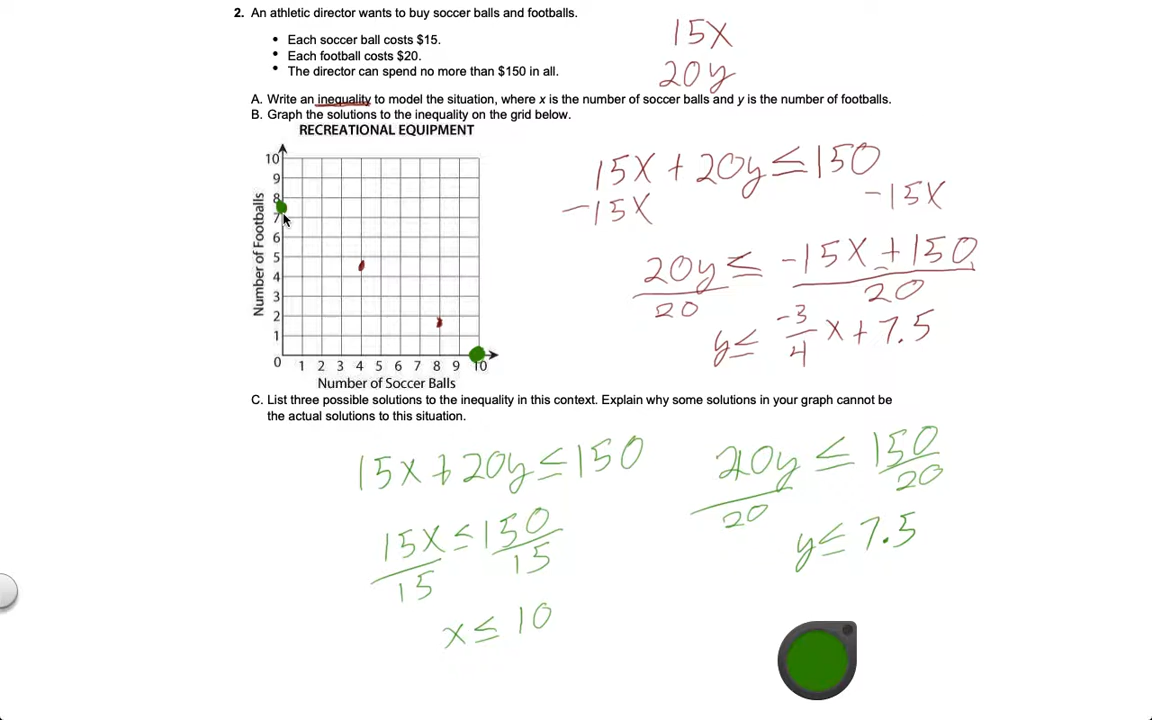 2. An athletic director wants to buy soccer balls and footballs.
• Each soccer ball costs $15.
• Each football costs $20.
• The director can spend no more than $150 in all.
15X
20y
A. Write an inequality to model the situation, where x is the number of soccer balls and y is the number of footballs.
B. Graph the solutions to the inequality on the grid below.
RECREATIONAL EQUIPMENT
Number of Footballs
10
9
8
7
6
5
4
3
2
1
0 1 2 3 4 5 6 7 8 9 10
Number of Soccer Balls
15X + 20y ≤ 150
-15X -15X
20y ≤ -15X + 150
20 20
y ≤ -3/4 X + 7.5
C. List three possible solutions to the inequality in this context. Explain why some solutions in your graph cannot be
the actual solutions to this situation.
15X + 20y ≤ 150
15X ≤ 150
15 15
x ≤ 10
20y ≤ 150
20 20
y ≤ 7.5